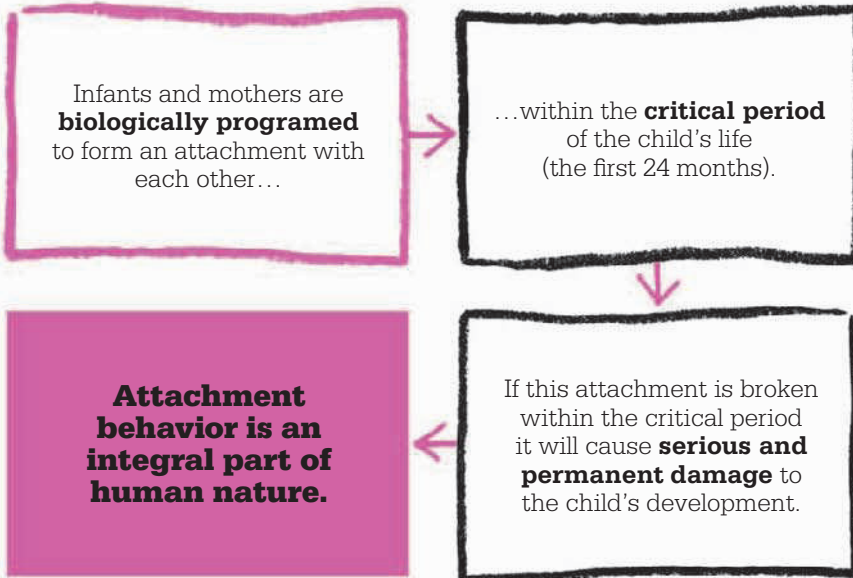 Infants and mothers are
biologically programed
to form an attachment with
each other…
…within the critical period
of the child’s life
(the first 24 months).
If this attachment is broken
within the critical period
it will cause serious and
permanent damage to
the child’s development.
Attachment
behavior is an
integral part of
human nature.